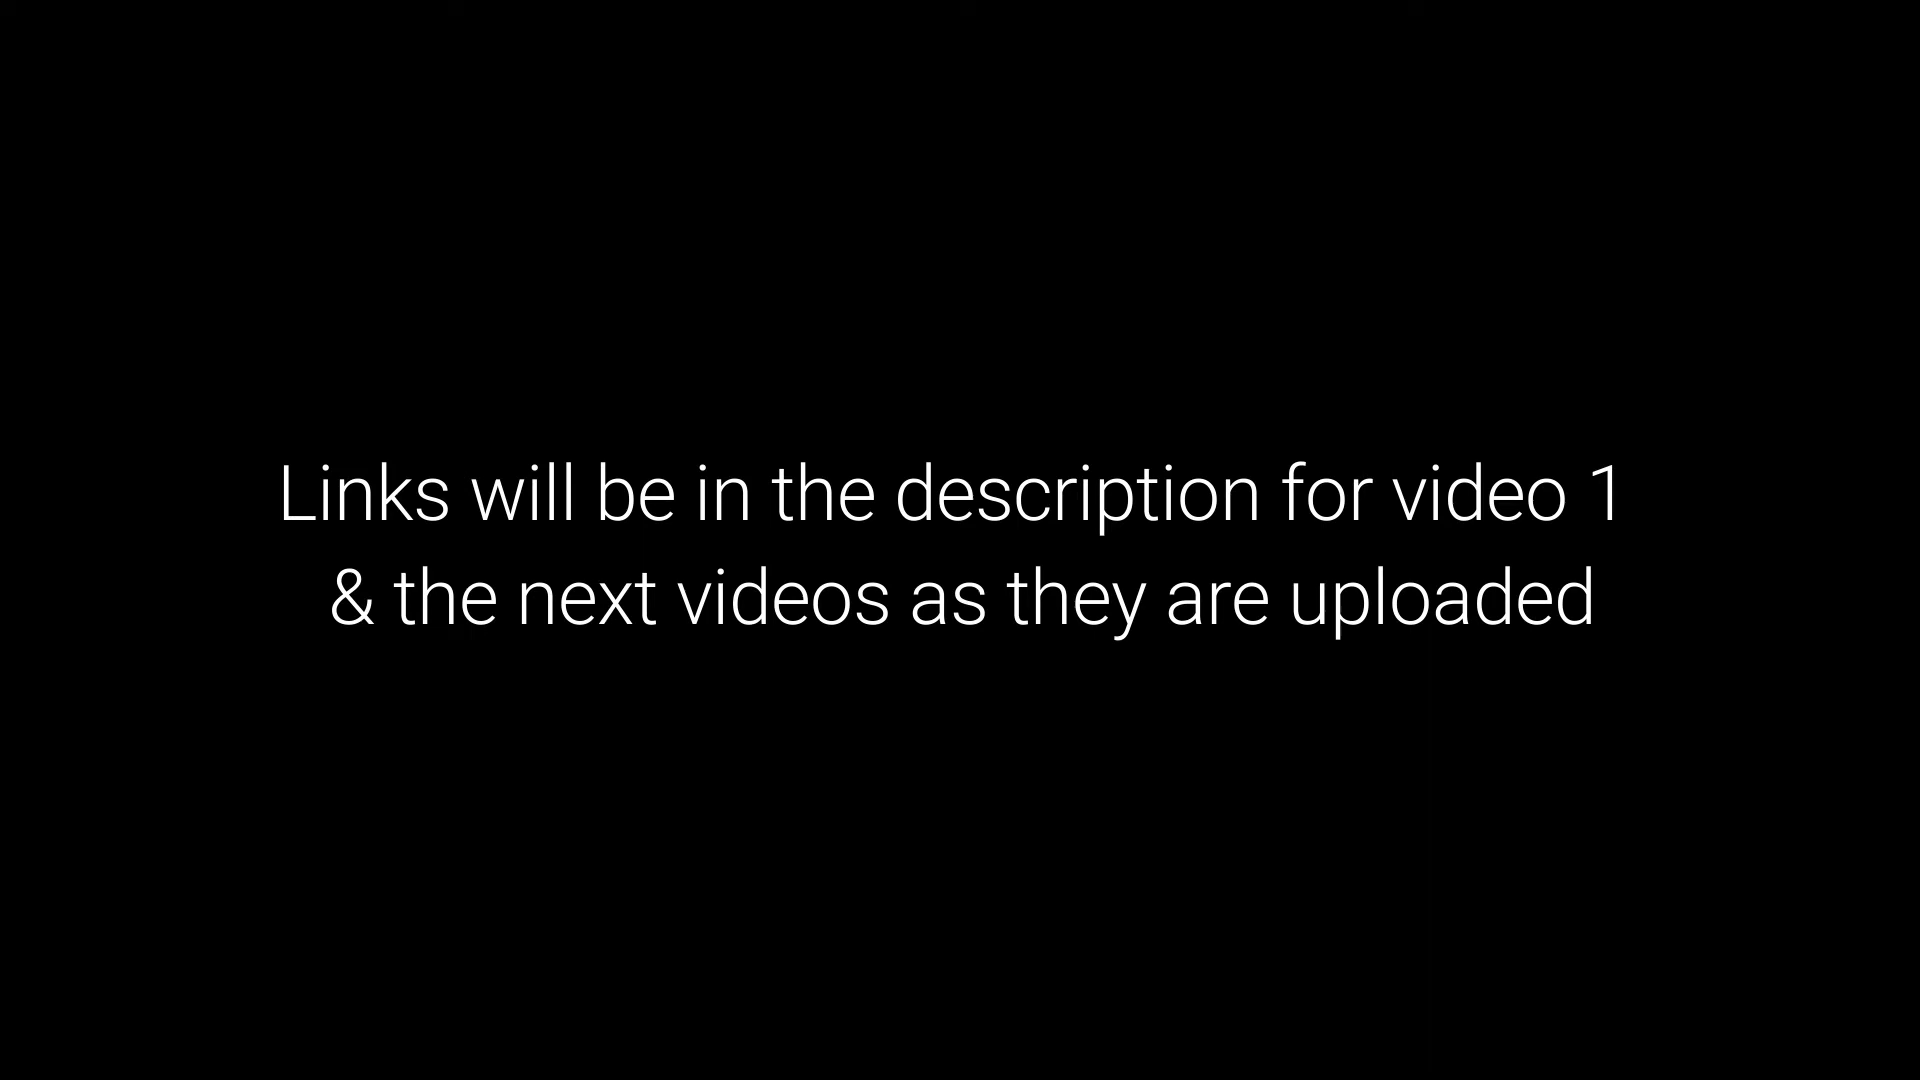 Links will be in the description for video 1
& the next videos as they are uploaded